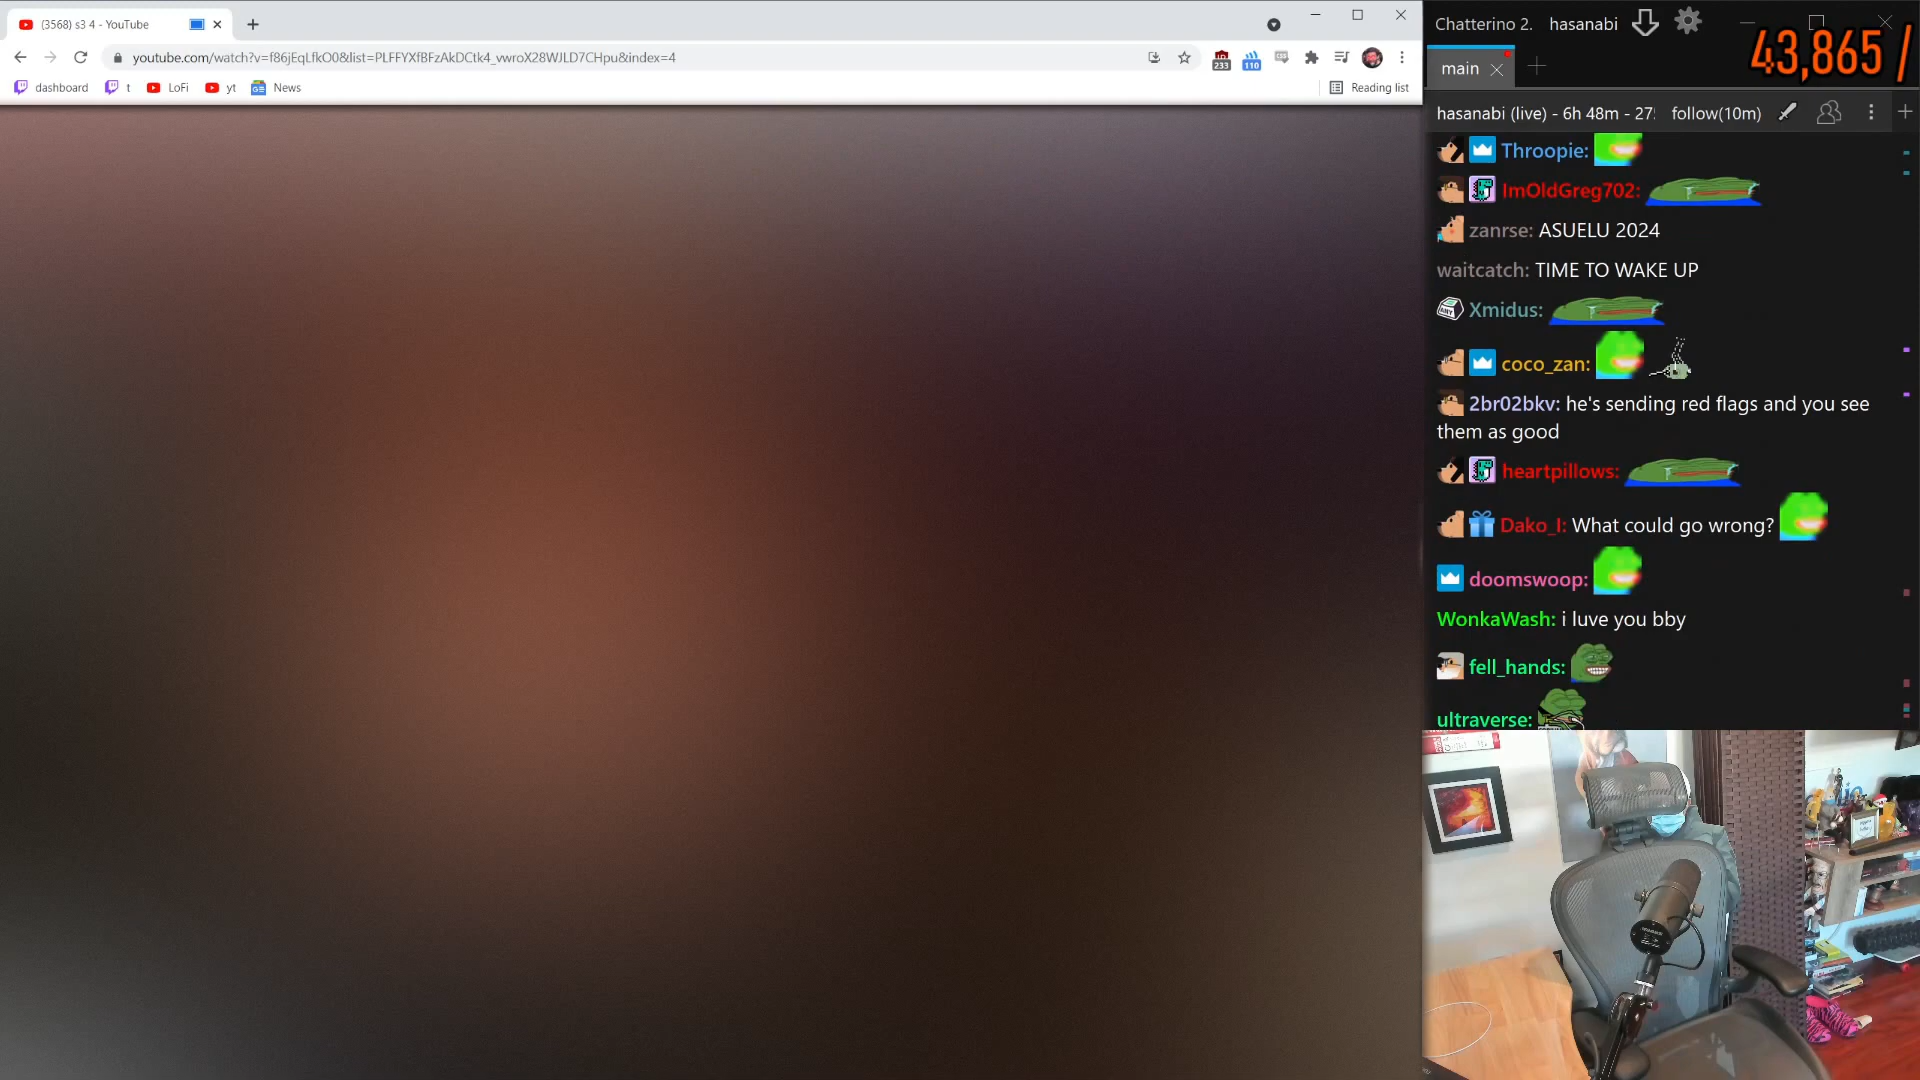 (3568) s3 4 - YouTube
youtube.com/watch?v=f86jEqLfkO0&list=PLFFYXfBFzAkDCtk4_vwroX28WJLD7CHpu&index=4
233
110
dashboard
t
LoFi
yt
News
Reading list
Chatterino 2.
hasanabi
43,865 /
main
hasanabi (live) - 6h 48m - 27
follow(10m)
Throopie:
ImOldGreg702:
zanrse: ASUELU 2024
waitcatch: TIME TO WAKE UP
Xmidus:
coco_zan:
2br02bkv: he's sending red flags and you see
them as good
heartpillows:
Dako_I: What could go wrong?
doomswoop:
WonkaWash: i luve you bby
fell_hands:
ultraverse: